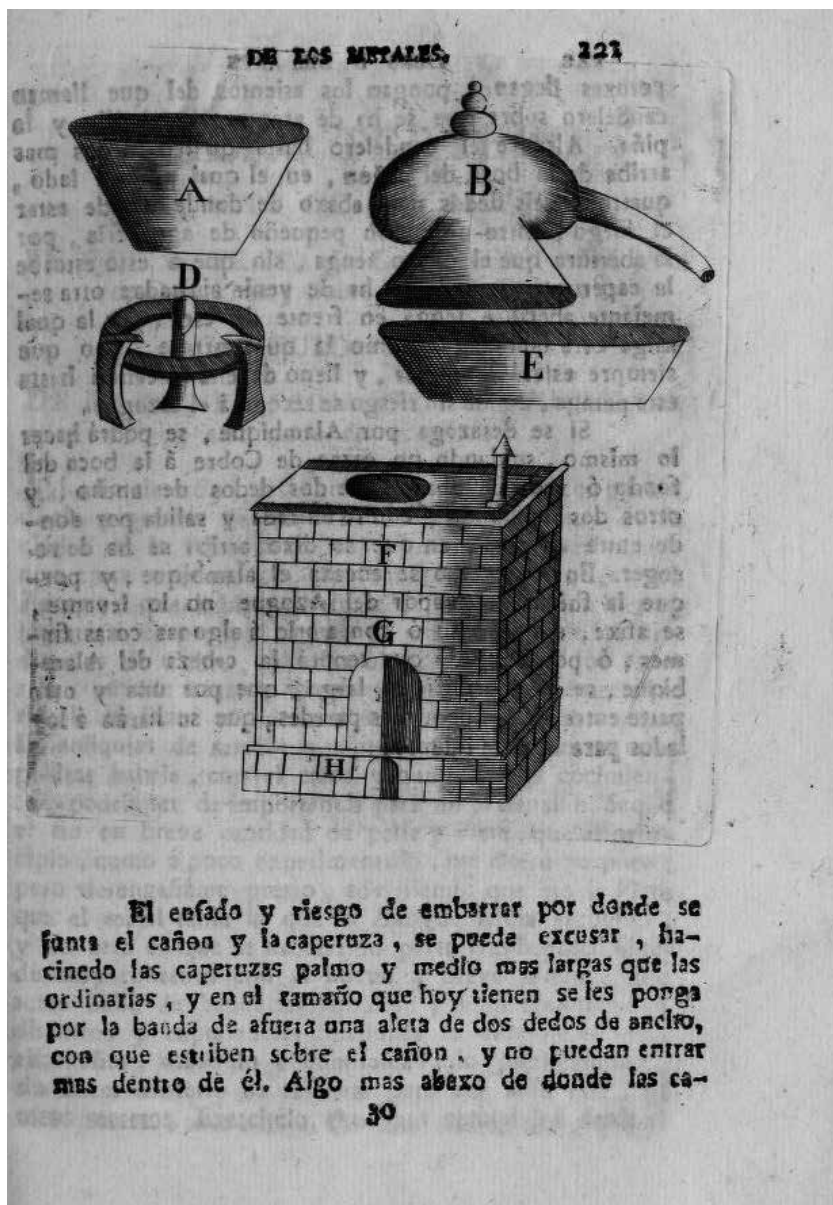 DE LOS METALES. 121
A
B
D
E
F
G
H
El enfado y riesgo de embarrar por donde se
junta el cañon y la caperuza, se puede excusar, ha-
cinedo las caperuzas palmo y medio mas largas que las
ordinarias, y en el tamaño que hoy tienen se les ponga
por la banda de afuera una aleta de dos dedos de ancho,
con que estriben sobre el cañon, y no puedan entrar
mas dentro de él. Algo mas abaxo de donde las ca-
30